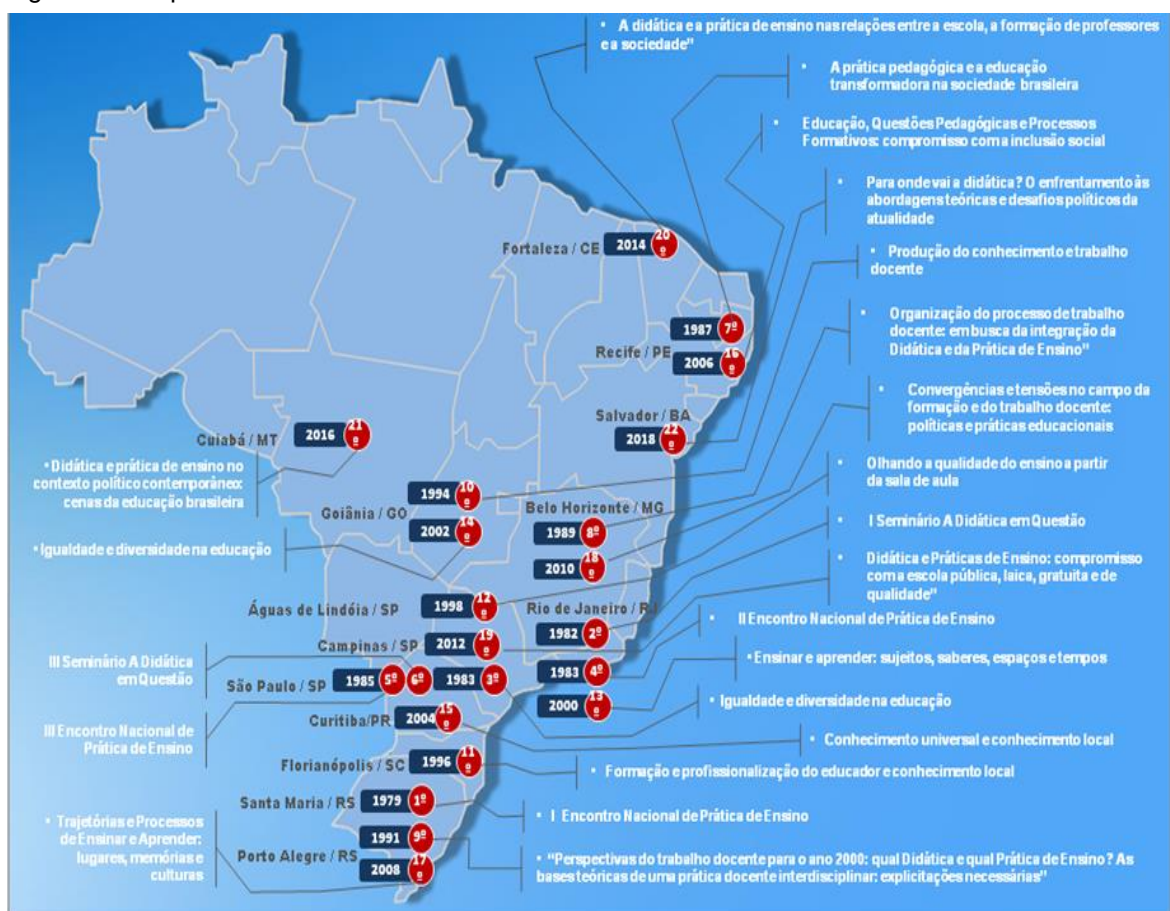 • A didática e a prática de ensino nas relações entre a escola, a formação de professores
e a sociedade"
• A prática pedagógica e a educação
transformadora na sociedade brasileira
• Educação, Questões Pedagógicas e Processos
Formativos: compromisso com a inclusão social
• Para onde vai a didática? O enfrentamento às
abordagens teóricas e desafios políticos da
atualidade
• Produção do conhecimento e trabalho
docente
• Organização do processo de trabalho
docente: em busca da integração da
Didática e da Prática de Ensino"
• Convergências e tensões no campo da
formação e do trabalho docente:
políticas e práticas educacionais
• Olhando a qualidade do ensino a partir
da sala de aula
• I Seminário A Didática em Questão
• Didática e Práticas de Ensino: compromisso
com a escola pública, laica, gratuita e de
qualidade"
• II Encontro Nacional de Prática de Ensino
• Ensinar e aprender: sujeitos, saberes, espaços e tempos
• Igualdade e diversidade na educação
• Conhecimento universal e conhecimento local
• Formação e profissionalização do educador e conhecimento local
• I Encontro Nacional de Prática de Ensino
• "Perspectivas do trabalho docente para o ano 2000: qual Didática e qual Prática de Ensino? As
bases teóricas de uma prática docente interdisciplinar: explicitações necessárias"
Fortaleza / CE 2014 20º
1987 7º
Recife / PE
2006 16º
Salvador / BA
2018 22º
Cuiabá / MT 2016 21º
• Didática e prática de ensino no
contexto político contemporâneo:
cenas da educação brasileira
1994 10º
Goiânia / GO
2002 14º
• Igualdade e diversidade na educação
Belo Horizonte / MG
1989 8º
2010 18º
Águas de Lindóia / SP 1998 12º
Rio de Janeiro / RJ
1982 2º
1983 4º
2000 13º
Campinas / SP 2012 19º
III Seminário A Didática
em Questão
São Paulo / SP 1985 5º 6º 1983 3º
III Encontro Nacional de
Prática de Ensino
Curitiba/PR 2004 15º
Florianópolis / SC 1996 11º
Santa Maria / RS 1979 1º
1991 9º
Porto Alegre / RS
2008 17º
• Trajetórias e Processos
de Ensinar e Aprender:
lugares, memórias e
culturas